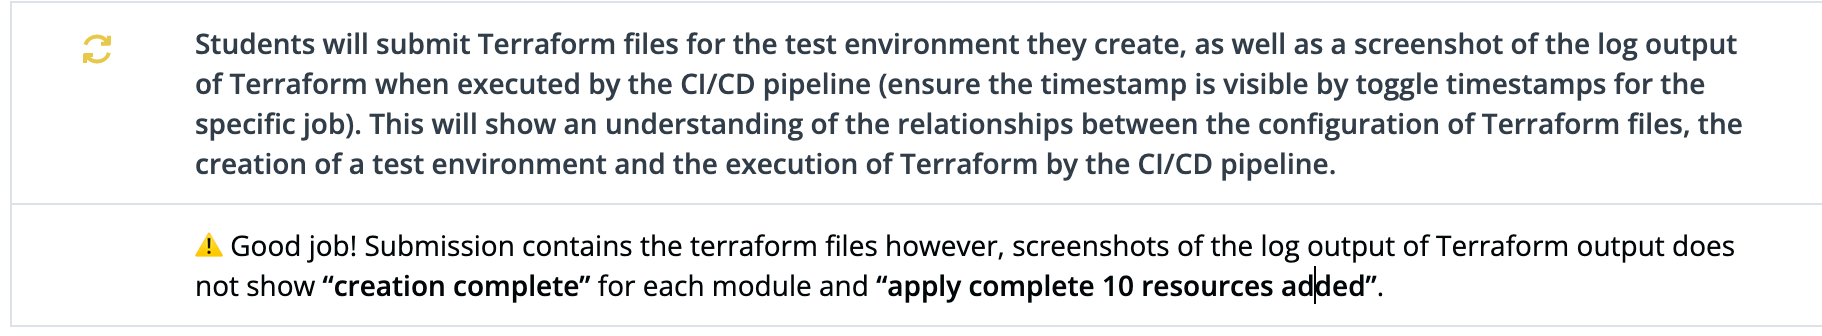 Students will submit Terraform files for the test environment they create, as well as a screenshot of the log output
of Terraform when executed by the CI/CD pipeline (ensure the timestamp is visible by toggle timestamps for the
specific job). This will show an understanding of the relationships between the configuration of Terraform files, the
creation of a test environment and the execution of Terraform by the CI/CD pipeline.
⚠️ Good job! Submission contains the terraform files however, screenshots of the log output of Terraform output does
not show “creation complete” for each module and “apply complete 10 resources added”.